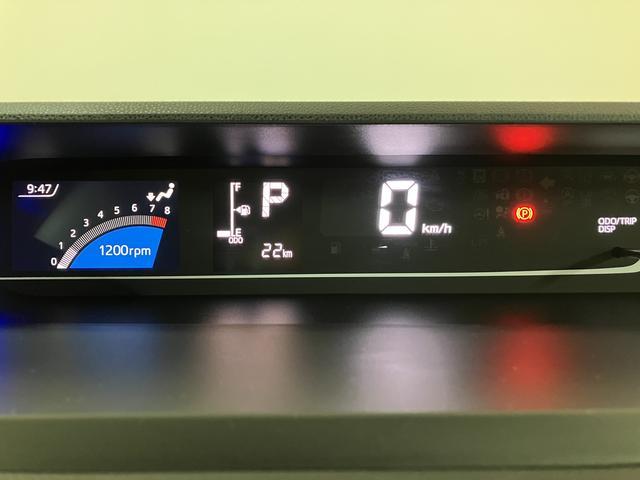 9:47
0 1 2 3 4 5 6 7 8
1200rpm
F
E
P
ODO
22km
0 km/h
(P)
ODO/TRIP
DISP